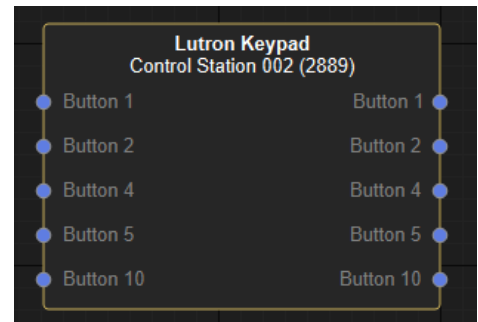 Lutron Keypad
Control Station 002 (2889)
Button 1 Button 1
Button 2 Button 2
Button 4 Button 4
Button 5 Button 5
Button 10 Button 10